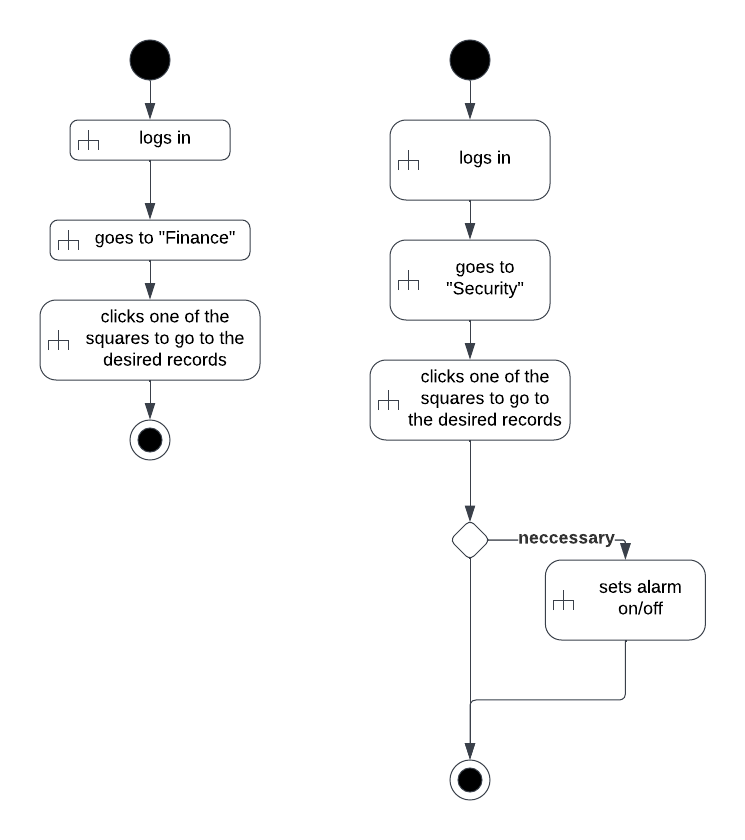 logs in
goes to "Finance"
clicks one of the
squares to go to the
desired records
logs in
goes to
"Security"
clicks one of the
squares to go to
the desired records
neccessary
sets alarm
on/off